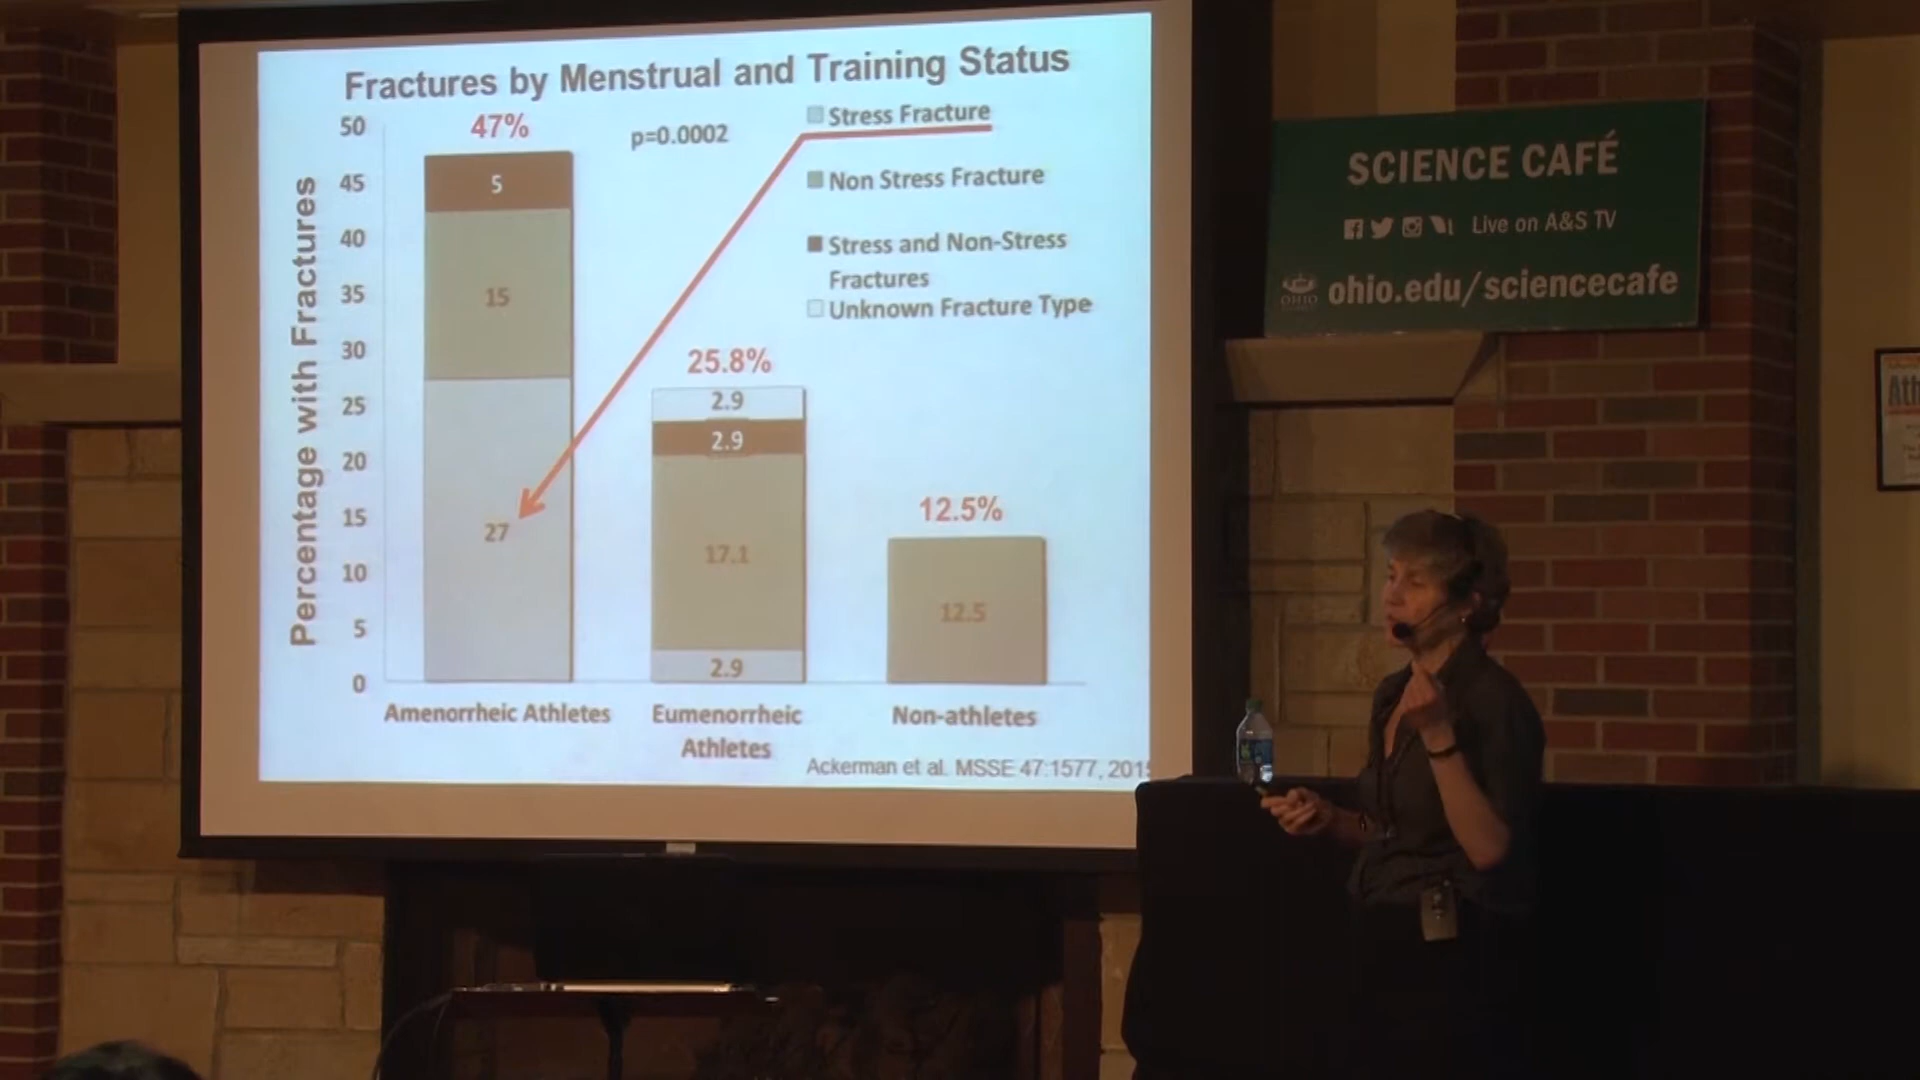 Fractures by Menstrual and Training Status
50
45
40
35
30
25
20
15
10
5
0
Percentage with Fractures
47%
5
15
27
p=0.0002
25.8%
2.9
2.9
17.1
2.9
12.5%
12.5
Stress Fracture
Non Stress Fracture
Stress and Non-Stress
Fractures
Unknown Fracture Type
Amenorrheic Athletes
Eumenorrheic
Athletes
Non-athletes
Ackerman et al. MSSE 47:1577, 2015
SCIENCE CAFÉ
Live on A&S TV
OHIO
ohio.edu/sciencecafe
Ath